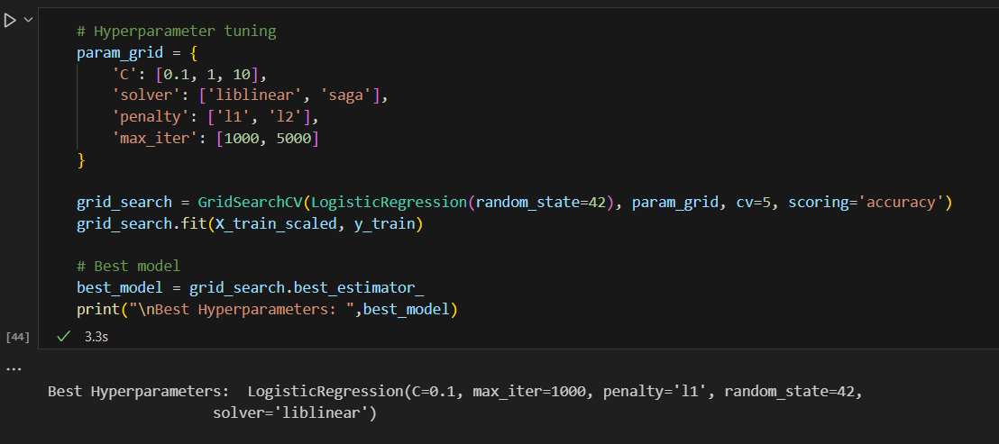 # Hyperparameter tuning
param_grid = {
    'C': [0.1, 1, 10],
    'solver': ['liblinear', 'saga'],
    'penalty': ['l1', 'l2'],
    'max_iter': [1000, 5000]
}
grid_search = GridSearchCV(LogisticRegression(random_state=42), param_grid, cv=5, scoring='accuracy')
grid_search.fit(X_train_scaled, y_train)
# Best model
best_model = grid_search.best_estimator_
print("\nBest Hyperparameters: ",best_model)
[44] 3.3s
...
Best Hyperparameters:  LogisticRegression(C=0.1, max_iter=1000, penalty='l1', random_state=42,
                   solver='liblinear')